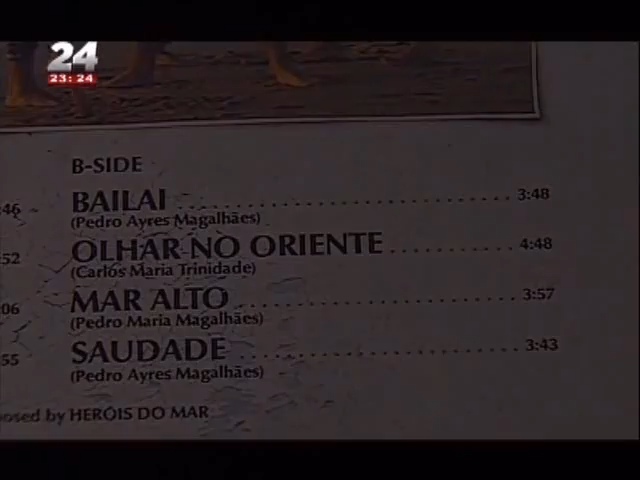 24
23:24
B-SIDE
:46 BAILAI 3:48
(Pedro Ayres Magalhães)
:52 OLHAR NO ORIENTE 4:48
(Carlos Maria Trinidade)
:06 MAR ALTO 3:57
(Pedro Maria Magalhães)
:55 SAUDADE 3:43
(Pedro Ayres Magalhães)
posed by HERÓIS DO MAR